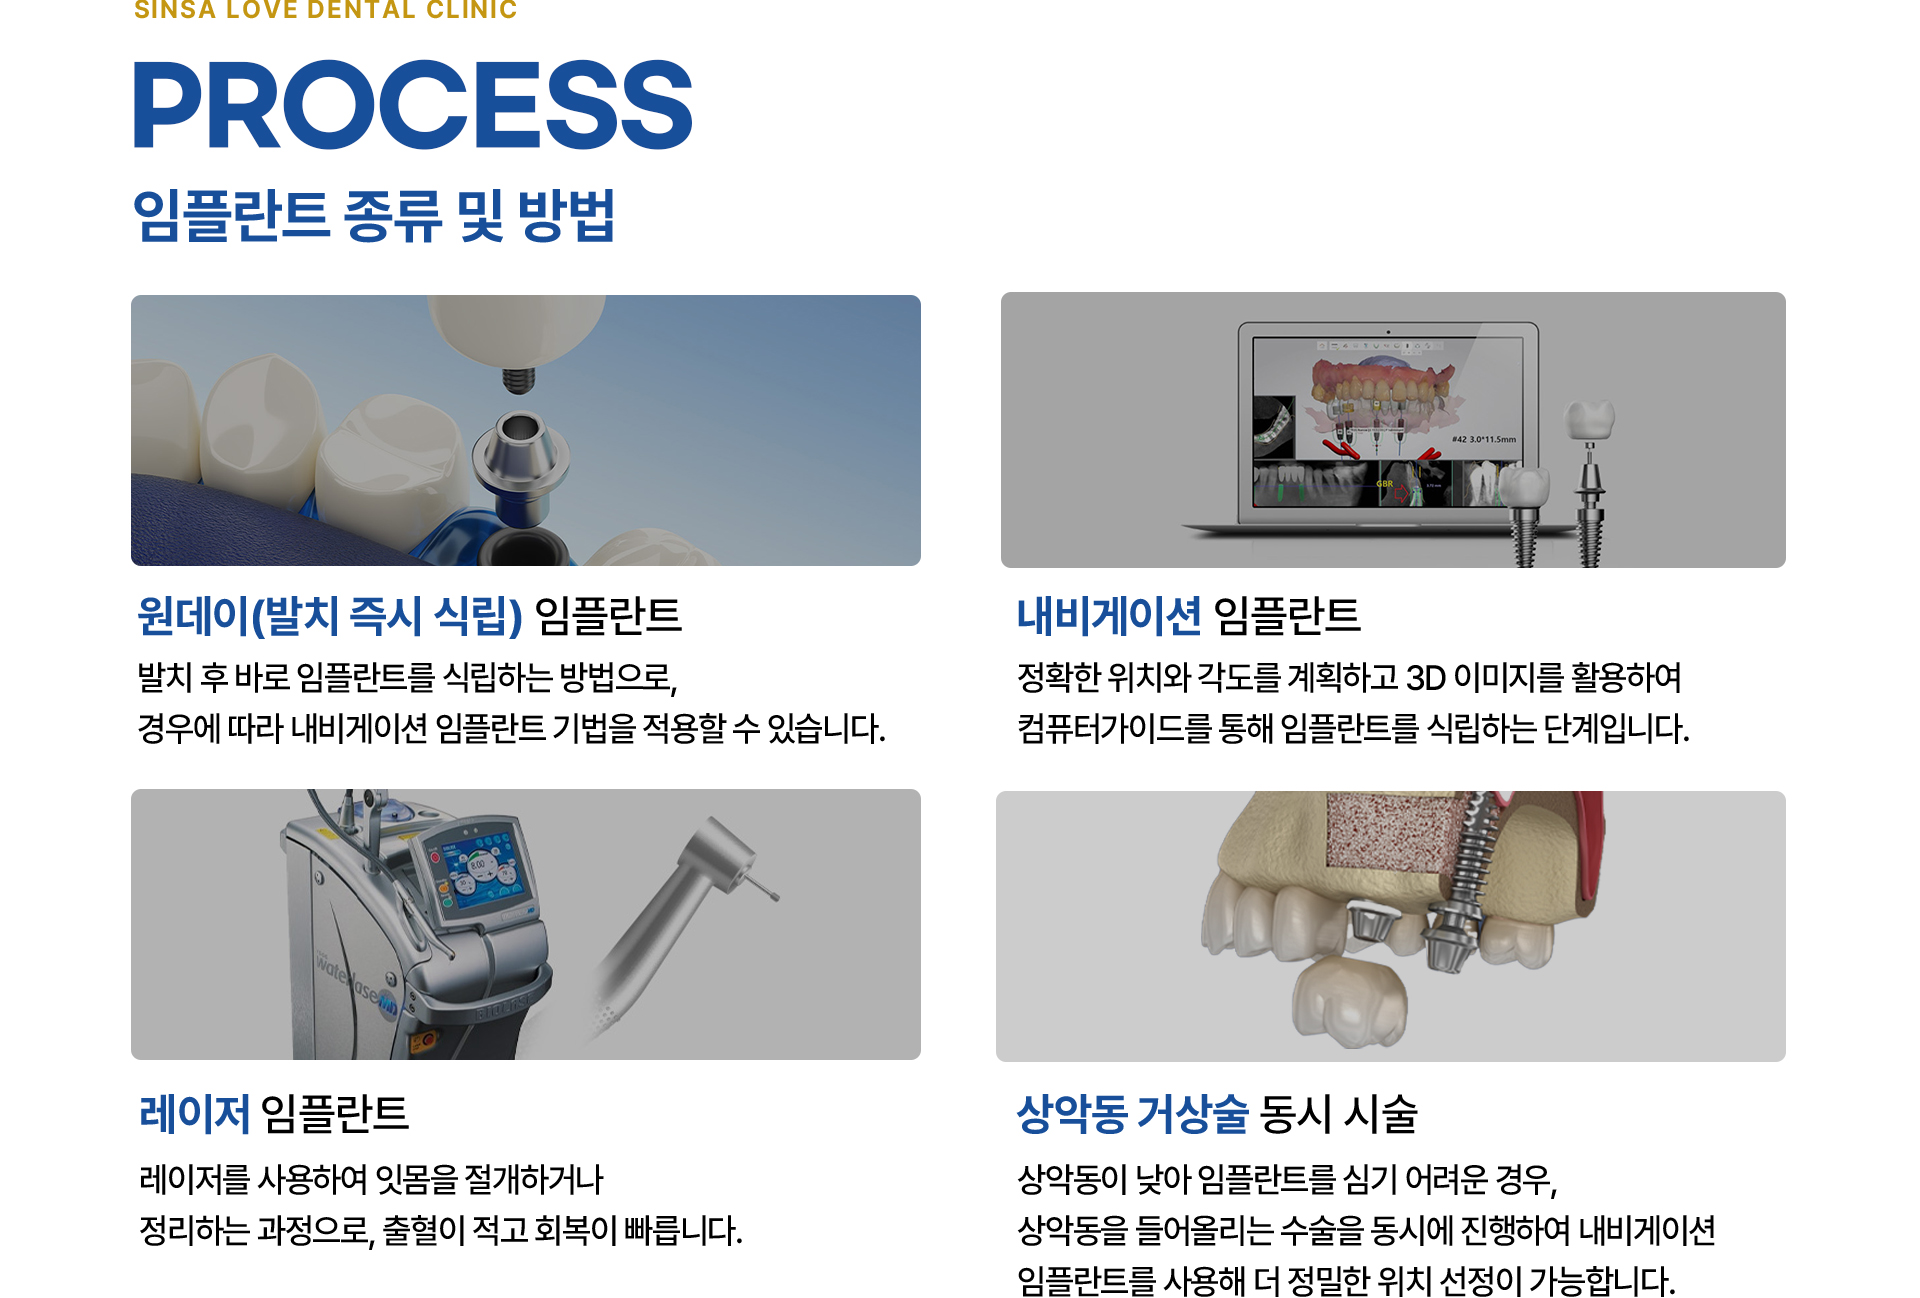 SINSA LOVE DENTAL CLINIC
PROCESS
임플란트 종류 및 방법
#42 3.0*11.5mm
GBR
원데이(발치 즉시 식립) 임플란트
발치 후 바로 임플란트를 식립하는 방법으로,
경우에 따라 내비게이션 임플란트 기법을 적용할 수 있습니다.
내비게이션 임플란트
정확한 위치와 각도를 계획하고 3D 이미지를 활용하여
컴퓨터가이드를 통해 임플란트를 식립하는 단계입니다.
8.00
waterlase MD
BIOLASE
레이저 임플란트
레이저를 사용하여 잇몸을 절개하거나
정리하는 과정으로, 출혈이 적고 회복이 빠릅니다.
상악동 거상술 동시 시술
상악동이 낮아 임플란트를 심기 어려운 경우,
상악동을 들어올리는 수술을 동시에 진행하여 내비게이션
임플란트를 사용해 더 정밀한 위치 선정이 가능합니다.